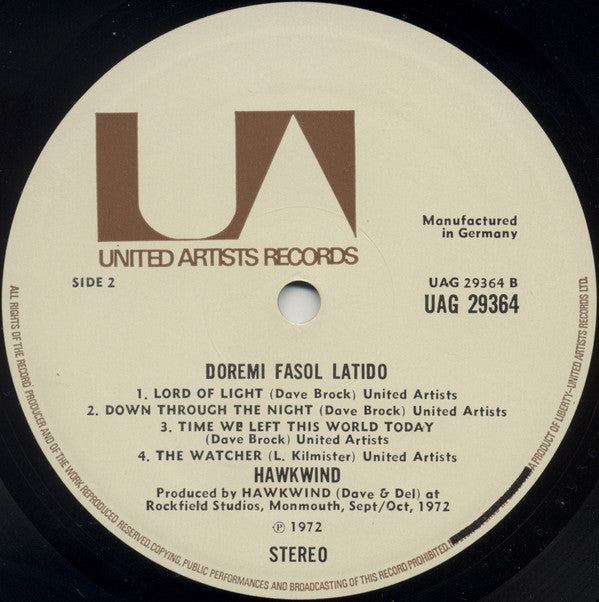 UA
UNITED ARTISTS RECORDS
Manufactured
in Germany
SIDE 2
UAG 29364 B
UAG 29364
DOREMI FASOL LATIDO
1. LORD OF LIGHT (Dave Brock) United Artists
2. DOWN THROUGH THE NIGHT (Dave Brock) United Artists
3. TIME WE LEFT THIS WORLD TODAY
(Dave Brock) United Artists
4. THE WATCHER (L. Kilmister) United Artists
HAWKWIND
Produced by HAWKWIND (Dave & Del) at
Rockfield Studios, Monmouth, Sept/Oct, 1972
℗ 1972
STEREO
ALL RIGHTS OF THE RECORD PRODUCER AND OF THE WORK REPRODUCED RESERVED. COPYING, PUBLIC PERFORMANCES AND BROADCASTING OF THIS RECORD PROHIBITED.
A PRODUCT OF LIBERTY-UNITED ARTISTS RECORDS LTD.